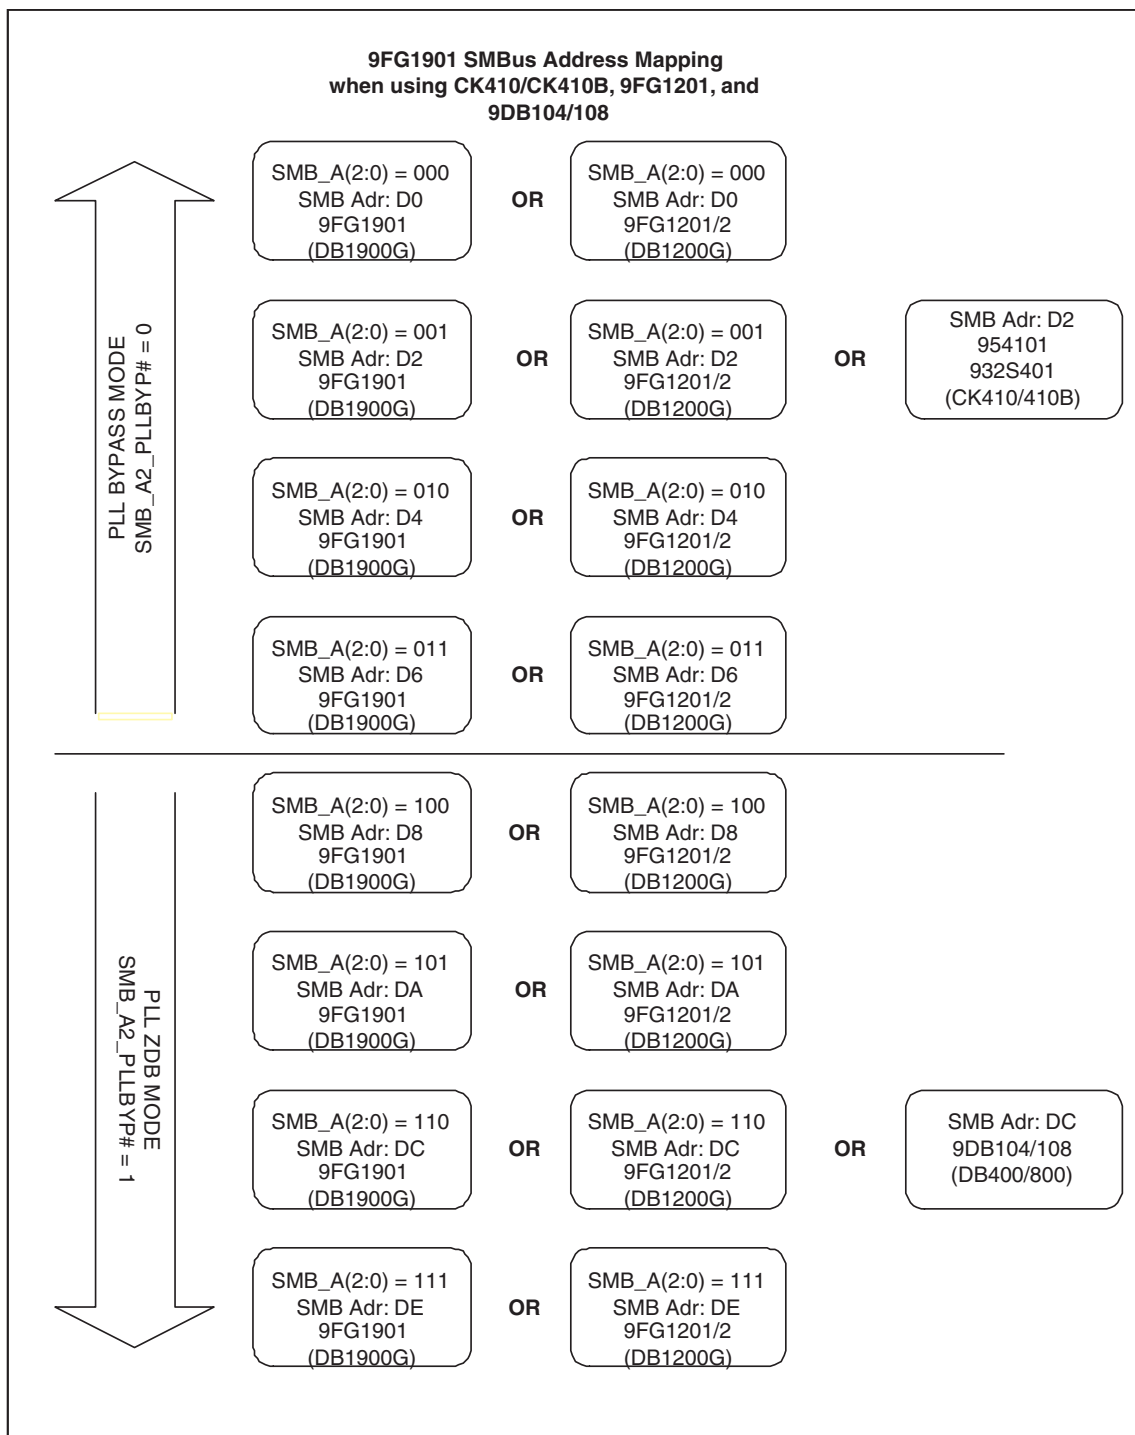 9FG1901 SMBus Address Mapping
when using CK410/CK410B, 9FG1201, and
9DB104/108
PLL BYPASS MODE
SMB_A2_PLLBYP# = 0
SMB_A(2:0) = 000
SMB Adr: D0
9FG1901
(DB1900G)
OR
SMB_A(2:0) = 000
SMB Adr: D0
9FG1201/2
(DB1200G)
SMB_A(2:0) = 001
SMB Adr: D2
9FG1901
(DB1900G)
OR
SMB_A(2:0) = 001
SMB Adr: D2
9FG1201/2
(DB1200G)
OR
SMB Adr: D2
954101
932S401
(CK410/410B)
SMB_A(2:0) = 010
SMB Adr: D4
9FG1901
(DB1900G)
OR
SMB_A(2:0) = 010
SMB Adr: D4
9FG1201/2
(DB1200G)
SMB_A(2:0) = 011
SMB Adr: D6
9FG1901
(DB1900G)
OR
SMB_A(2:0) = 011
SMB Adr: D6
9FG1201/2
(DB1200G)
PLL ZDB MODE
SMB_A2_PLLBYP# = 1
SMB_A(2:0) = 100
SMB Adr: D8
9FG1901
(DB1900G)
OR
SMB_A(2:0) = 100
SMB Adr: D8
9FG1201/2
(DB1200G)
SMB_A(2:0) = 101
SMB Adr: DA
9FG1901
(DB1900G)
OR
SMB_A(2:0) = 101
SMB Adr: DA
9FG1201/2
(DB1200G)
SMB_A(2:0) = 110
SMB Adr: DC
9FG1901
(DB1900G)
OR
SMB_A(2:0) = 110
SMB Adr: DC
9FG1201/2
(DB1200G)
OR
SMB Adr: DC
9DB104/108
(DB400/800)
SMB_A(2:0) = 111
SMB Adr: DE
9FG1901
(DB1900G)
OR
SMB_A(2:0) = 111
SMB Adr: DE
9FG1201/2
(DB1200G)